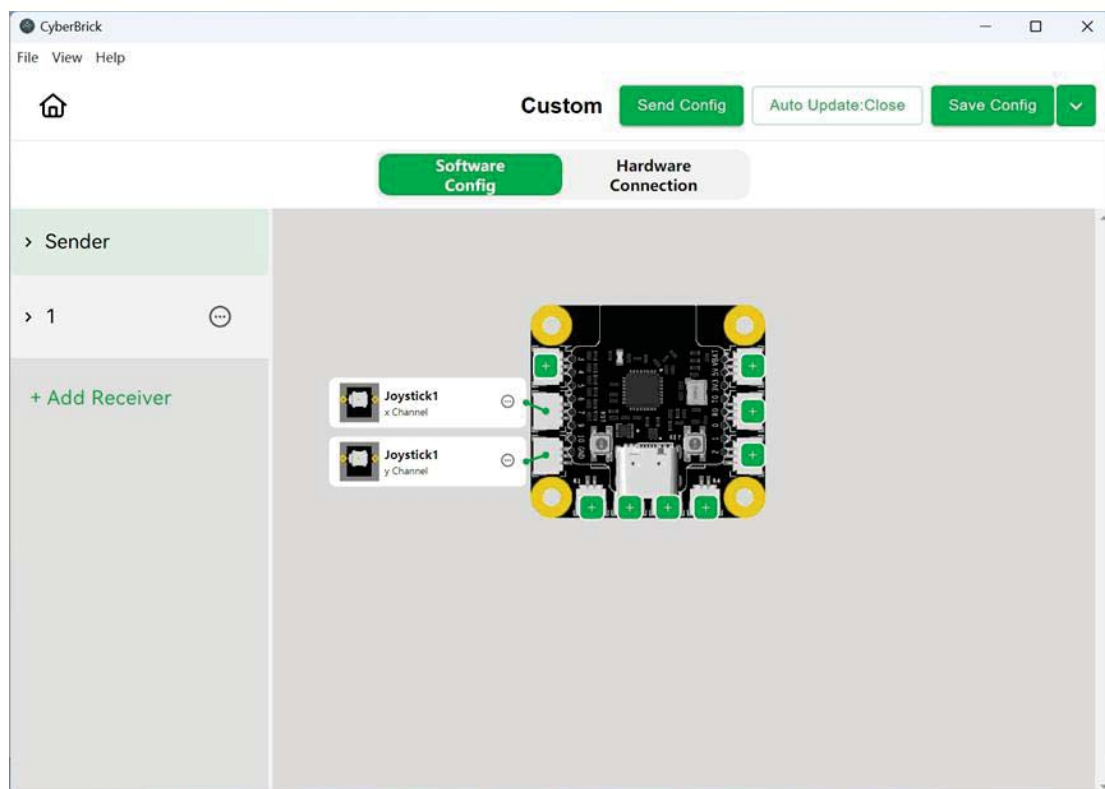 CyberBrick
File View Help
Custom
Send Config
Auto Update:Close
Save Config
Software
Config
Hardware
Connection
Sender
1
+ Add Receiver
Joystick1
x Channel
Joystick1
y Channel